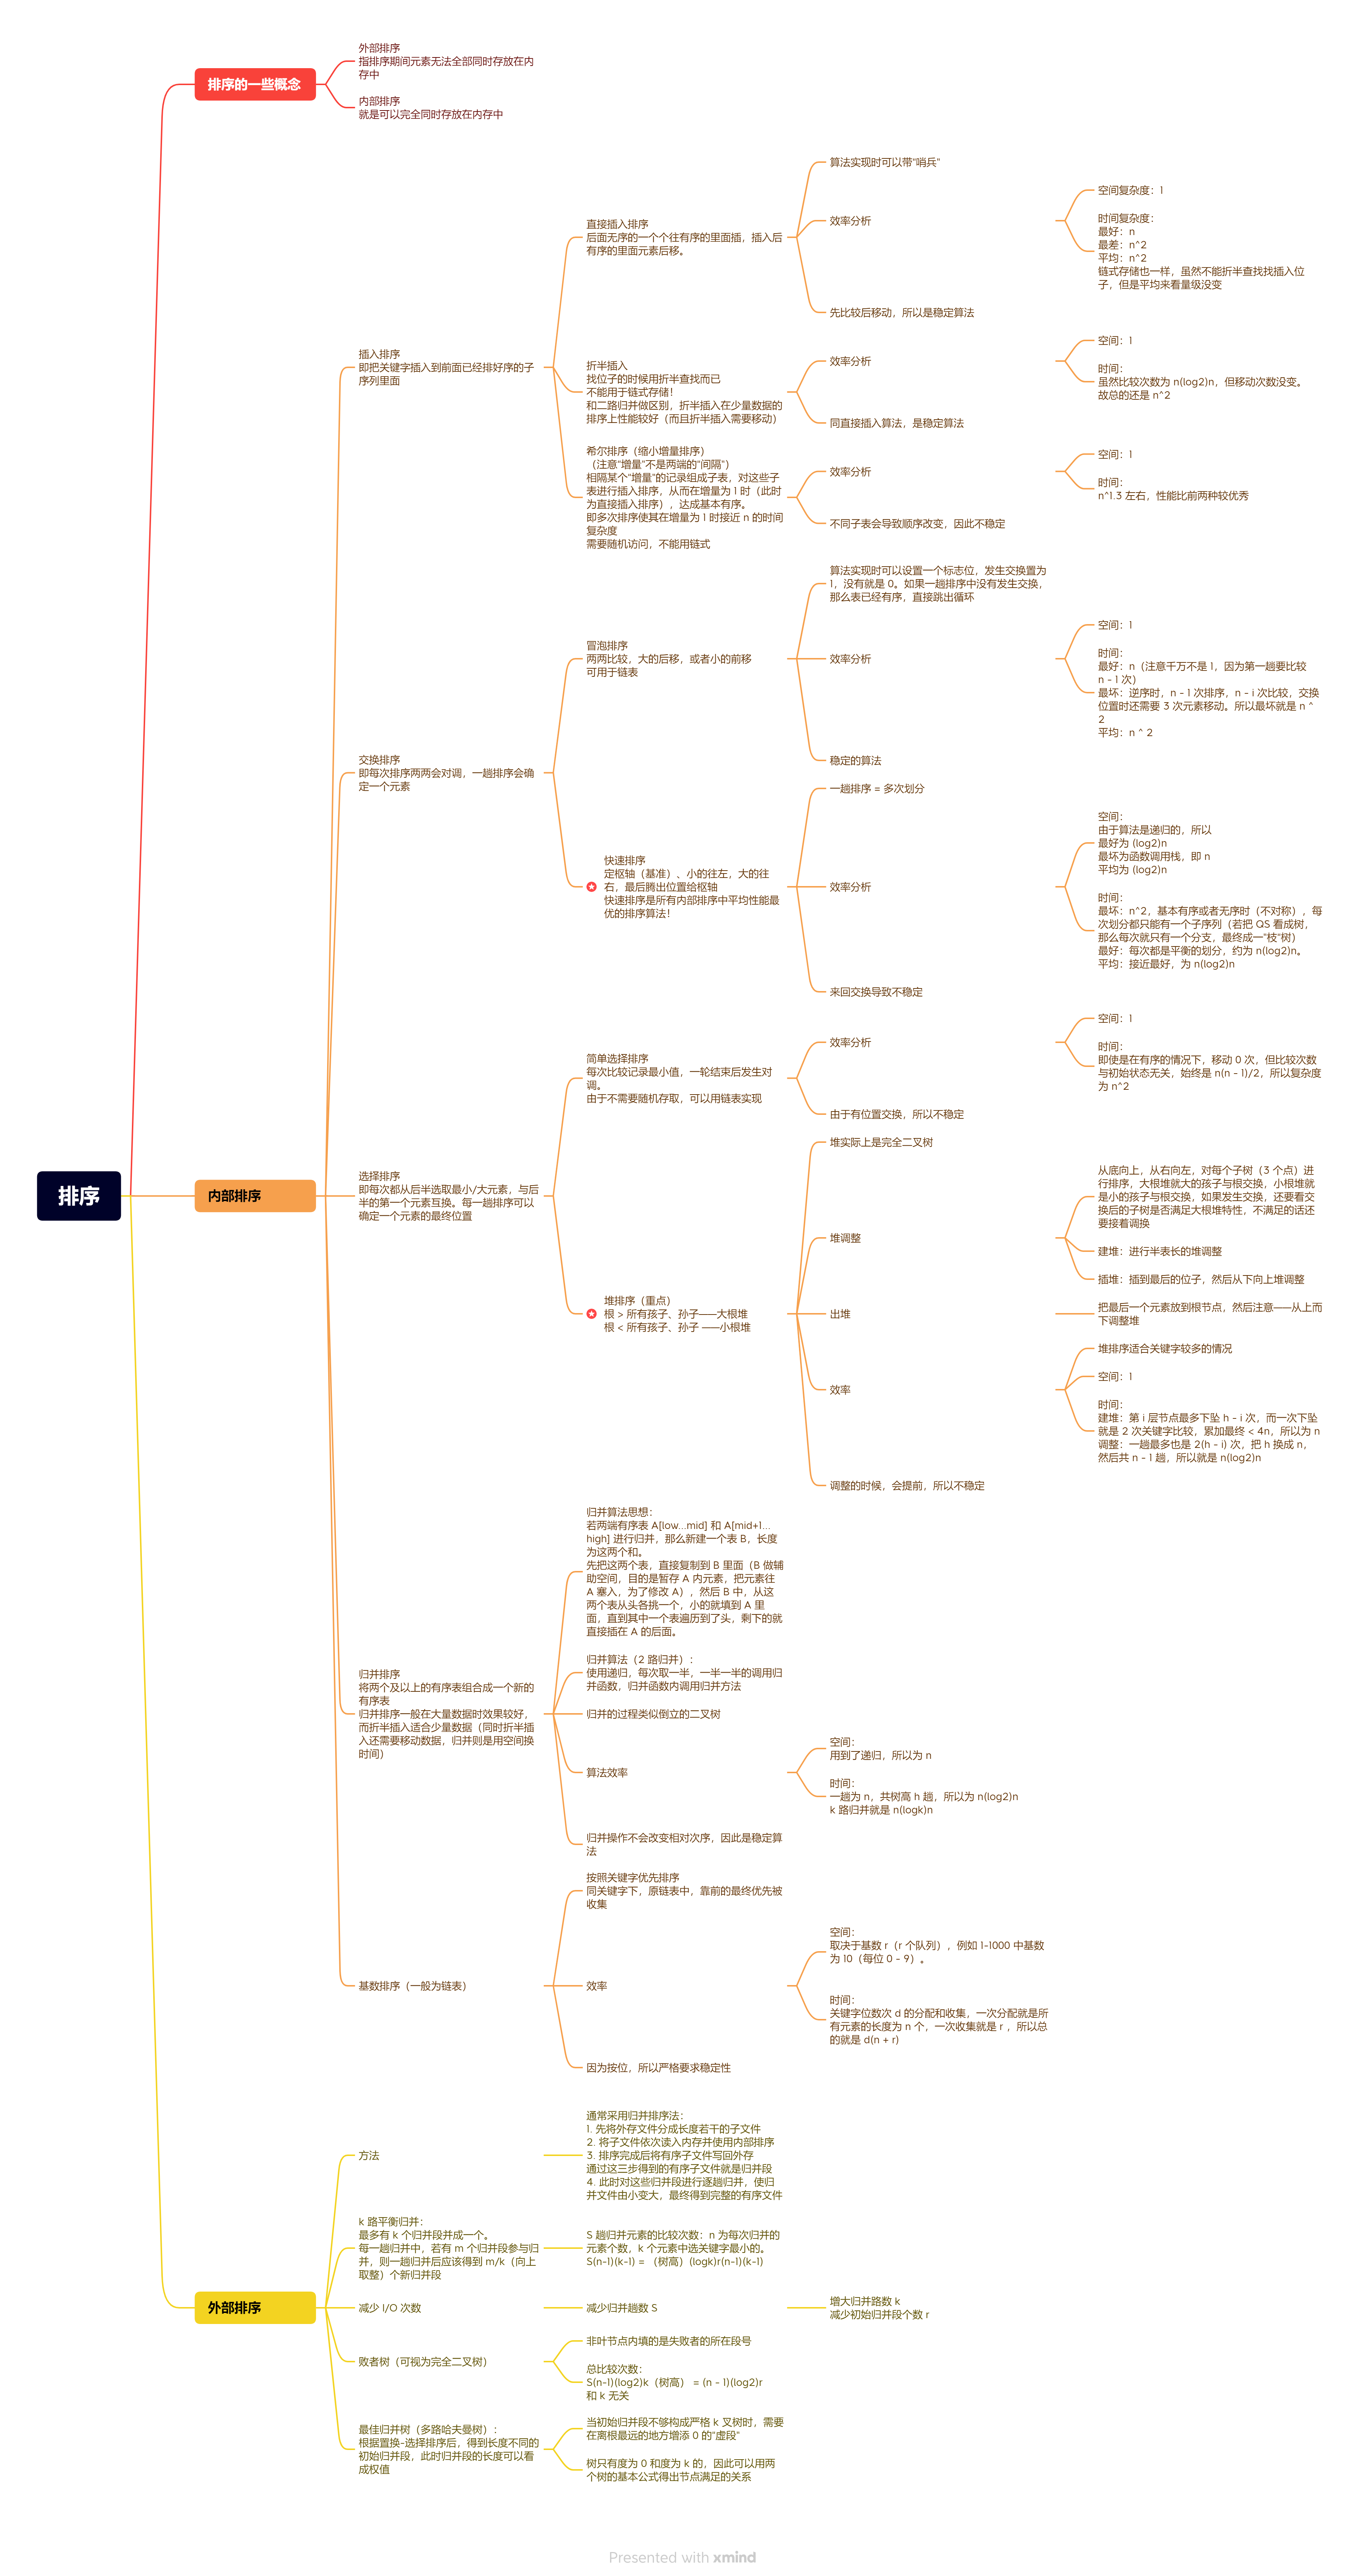 排序
排序的一些概念
外部排序
指排序期间元素无法全部同时存放在内
存中
内部排序
就是可以完全同时存放在内存中
内部排序
插入排序
即把关键字插入到前面已经排好序的子
序列里面
直接插入排序
后面无序的一个个往有序的里面插，插入后
有序的里面元素后移。
算法实现时可以带"哨兵"
效率分析
空间复杂度：1
时间复杂度：
最好：n
最差：n^2
平均：n^2
链式存储也一样，虽然不能折半查找找插入位
子，但是平均来看量级没变
先比较后移动，所以是稳定算法
折半插入
找位子的时候用折半查找而已
不能用于链式存储！
和二路归并做区别，折半插入在少量数据的
排序上性能较好（而且折半插入需要移动）
效率分析
空间：1
时间：
虽然比较次数为 n(log2)n，但移动次数没变。
故总的还是 n^2
同直接插入算法，是稳定算法
希尔排序（缩小增量排序）
（注意"增量"不是两端的"间隔"）
相隔某个"增量"的记录组成子表，对这些子
表进行插入排序，从而在增量为 1 时（此时
为直接插入排序），达成基本有序。
即多次排序使其在增量为 1 时接近 n 的时间
复杂度
需要随机访问，不能用链式
效率分析
空间：1
时间：
n^1.3 左右，性能比前两种较优秀
不同子表会导致顺序改变，因此不稳定
交换排序
即每次排序两两会对调，一趟排序会确
定一个元素
冒泡排序
两两比较，大的后移，或者小的前移
可用于链表
算法实现时可以设置一个标志位，发生交换置为
1，没有就是 0。如果一趟排序中没有发生交换，
那么表已经有序，直接跳出循环
效率分析
空间：1
时间：
最好：n（注意千万不是 1，因为第一趟要比较
n - 1 次）
最坏：逆序时，n - 1 次排序，n - i 次比较，交换
位置时还需要 3 次元素移动。所以最坏就是 n ^
2
平均：n ^ 2
稳定的算法
快速排序
定枢轴（基准）、小的往左，大的往
右，最后腾出位置给枢轴
快速排序是所有内部排序中平均性能最
优的排序算法！
一趟排序 = 多次划分
效率分析
空间：
由于算法是递归的，所以
最好为 (log2)n
最坏为函数调用栈，即 n
平均为 (log2)n
时间：
最坏：n^2，基本有序或者无序时（不对称），每
次划分都只能有一个子序列（若把 QS 看成树，
那么每次就只有一个分支，最终成一"枝"树）
最好：每次都是平衡的划分，约为 n(log2)n。
平均：接近最好，为 n(log2)n
来回交换导致不稳定
选择排序
即每次都从后半选取最小/大元素，与后
半的第一个元素互换。每一趟排序可以
确定一个元素的最终位置
简单选择排序
每次比较记录最小值，一轮结束后发生对
调。
由于不需要随机存取，可以用链表实现
效率分析
空间：1
时间：
即使是在有序的情况下，移动 0 次，但比较次数
与初始状态无关，始终是 n(n - 1)/2，所以复杂度
为 n^2
由于有位置交换，所以不稳定
堆排序（重点）
根 > 所有孩子、孙子——大根堆
根 < 所有孩子、孙子 ——小根堆
堆实际上是完全二叉树
堆调整
从底向上，从右向左，对每个子树（3 个点）进
行排序，大根堆就大的孩子与根交换，小根堆就
是小的孩子与根交换，如果发生交换，还要看交
换后的子树是否满足大根堆特性，不满足的话还
要接着调换
建堆：进行半表长的堆调整
插堆：插到最后的位子，然后从下向上堆调整
出堆
把最后一个元素放到根节点，然后注意——从上而
下调整堆
效率
堆排序适合关键字较多的情况
空间：1
时间：
建堆：第 i 层节点最多下坠 h - i 次，而一次下坠
就是 2 次关键字比较，累加最终 < 4n，所以为 n
调整：一趟最多也是 2(h - i) 次，把 h 换成 n，
然后共 n - 1 趟，所以就是 n(log2)n
调整的时候，会提前，所以不稳定
归并排序
将两个及以上的有序表组合成一个新的
有序表
归并排序一般在大量数据时效果较好，
而折半插入适合少量数据（同时折半插
入还需要移动数据，归并则是用空间换
时间）
归并算法思想：
若两端有序表 A[low...mid] 和 A[mid+1...
high] 进行归并，那么新建一个表 B，长度
为这两个和。
先把这两个表，直接复制到 B 里面（B 做辅
助空间，目的是暂存 A 内元素，把元素往
A 塞入，为了修改 A），然后 B 中，从这
两个表从头各挑一个，小的就填到 A 里
面，直到其中一个表遍历到了头，剩下的就
直接插在 A 的后面。
归并算法（2 路归并）：
使用递归，每次取一半，一半一半的调用归
并函数，归并函数内调用归并方法
归并的过程类似倒立的二叉树
算法效率
空间：
用到了递归，所以为 n
时间：
一趟为 n，共树高 h 趟，所以为 n(log2)n
k 路归并就是 n(logk)n
归并操作不会改变相对次序，因此是稳定算
法
基数排序（一般为链表）
按照关键字优先排序
同关键字下，原链表中，靠前的最终优先被
收集
效率
空间：
取决于基数 r（r 个队列），例如 1-1000 中基数
为 10（每位 0 - 9）。
时间：
关键字位数次 d 的分配和收集，一次分配就是所
有元素的长度为 n 个，一次收集就是 r ，所以总
的就是 d(n + r)
因为按位，所以严格要求稳定性
外部排序
方法
通常采用归并排序法：
1. 先将外存文件分成长度若干的子文件
2. 将子文件依次读入内存并使用内部排序
3. 排序完成后将有序子文件写回外存
通过这三步得到的有序子文件就是归并段
4. 此时对这些归并段进行逐趟归并，使归
并文件由小变大，最终得到完整的有序文件
k 路平衡归并：
最多有 k 个归并段并成一个。
每一趟归并中，若有 m 个归并段参与归
并，则一趟归并后应该得到 m/k（向上
取整）个新归并段
S 趟归并元素的比较次数：n 为每次归并的
元素个数，k 个元素中选关键字最小的。
S(n-1)(k-1) = （树高）(logk)r(n-1)(k-1)
减少 I/O 次数
减少归并趟数 S
增大归并路数 k
减少初始归并段个数 r
败者树（可视为完全二叉树）
非叶节点内填的是失败者的所在段号
总比较次数：
S(n-1)(log2)k（树高） = (n - 1)(log2)r
和 k 无关
最佳归并树（多路哈夫曼树）：
根据置换-选择排序后，得到长度不同的
初始归并段，此时归并段的长度可以看
成权值
当初始归并段不够构成严格 k 叉树时，需要
在离根最远的地方增添 0 的"虚段"
树只有度为 0 和度为 k 的，因此可以用两
个树的基本公式得出节点满足的关系
Presented with xmind